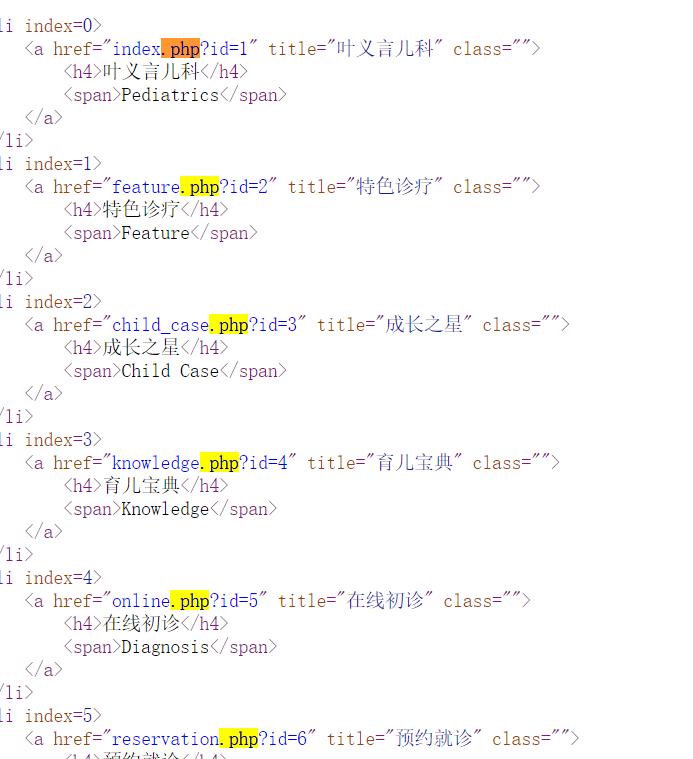 li index=0>
<a href="index.php?id=1" title="叶义言儿科" class="">
<h4>叶义言儿科</h4>
<span>Pediatrics</span>
</a>
/li>
li index=1>
<a href="feature.php?id=2" title="特色诊疗" class="">
<h4>特色诊疗</h4>
<span>Feature</span>
</a>
/li>
li index=2>
<a href="child_case.php?id=3" title="成长之星" class="">
<h4>成长之星</h4>
<span>Child Case</span>
</a>
/li>
li index=3>
<a href="knowledge.php?id=4" title="育儿宝典" class="">
<h4>育儿宝典</h4>
<span>Knowledge</span>
</a>
/li>
li index=4>
<a href="online.php?id=5" title="在线初诊" class="">
<h4>在线初诊</h4>
<span>Diagnosis</span>
</a>
/li>
li index=5>
<a href="reservation.php?id=6" title="预约就诊" class="">
<h4>预约就诊</h4>